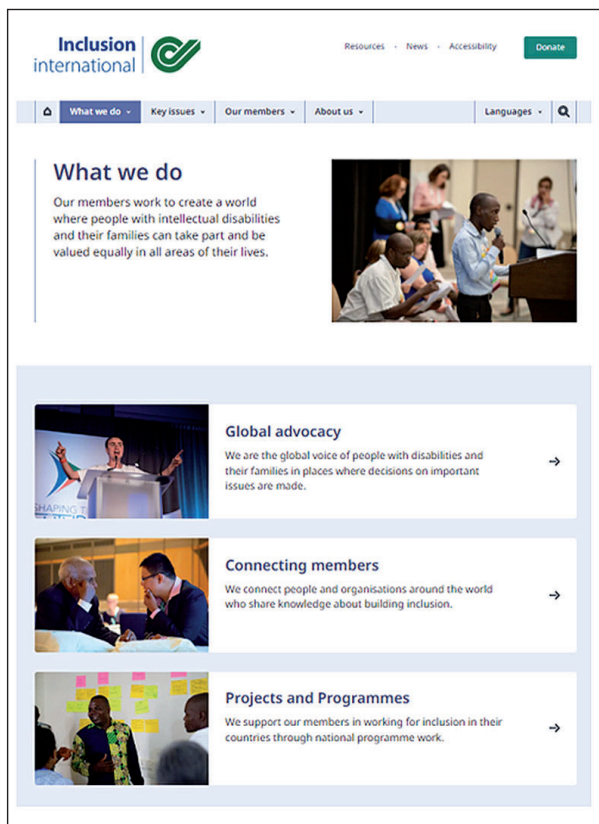 Inclusion
international
Resources · News · Accessibility
Donate
What we do
Key issues
Our members
About us
Languages
What we do
Our members work to create a world
where people with intellectual disabilities
and their families can take part and be
valued equally in all areas of their lives.
SHAPING
Global advocacy
We are the global voice of people with disabilities and
their families in places where decisions on important
issues are made.
Connecting members
We connect people and organisations around the world
who share knowledge about building inclusion.
Projects and Programmes
We support our members in working for inclusion in their
countries through national programme work.